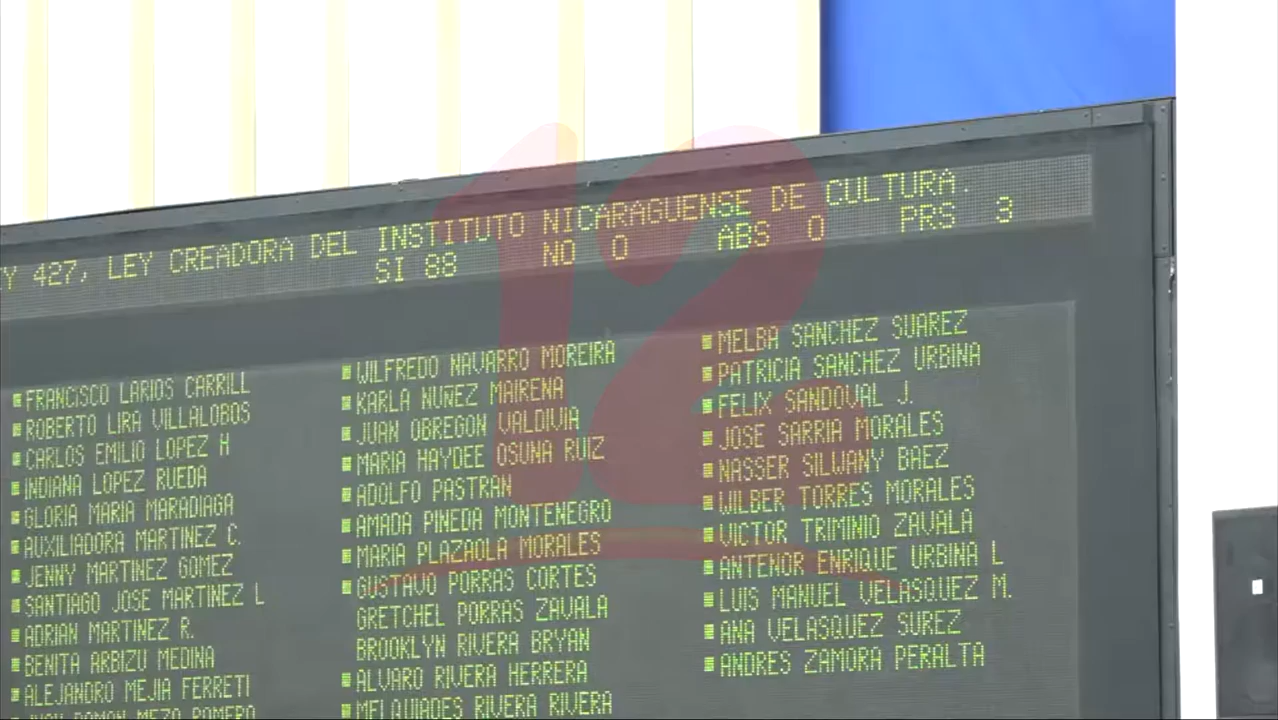 Y 427, LEY CREADORA DEL INSTITUTO NICARAGUENSE DE CULTURA.
SI 88 NO 0 ABS 0 PRS 3
FRANCISCO LARIOS CARRILL
ROBERTO LIRA VILLALOBOS
CARLOS EMILIO LOPEZ H
INDIANA LOPEZ RUEDA
GLORIA MARIA MARADIAGA
AUXILIADORA MARTINEZ C.
JENNY MARTINEZ GOMEZ
SANTIAGO JOSE MARTINEZ L
ADRIAN MARTINEZ R.
BENITA ARBIZU MEDINA
ALEJANDRO MEJIA FERRETI
MEZA ROMERO
WILFREDO NAVARRO MOREIRA
KARLA NUÑEZ MAIRENA
JUAN OBREGON VALDIVIA
MARIA HAYDEE OSUNA RUIZ
ADOLFO PASTRAN
AMADA PINEDA MONTENEGRO
MARIA PLAZAOLA MORALES
GUSTAVO PORRAS CORTES
GRETCHEL PORRAS ZAVALA
BROOKLYN RIVERA BRYAN
ALVARO RIVERA HERRERA
MELQUIADES RIVERA RIVERA
MELBA SANCHEZ SUAREZ
PATRICIA SANCHEZ URBINA
FELIX SANDOVAL J.
JOSE SARRIA MORALES
NASSER SILWANY BAEZ
WILBER TORRES MORALES
VICTOR TRIMINIO ZAVALA
ANTENOR ENRIQUE URBINA L
LUIS MANUEL VELASQUEZ M.
ANA VELASQUEZ SUREZ
ANDRES ZAMORA PERALTA
12